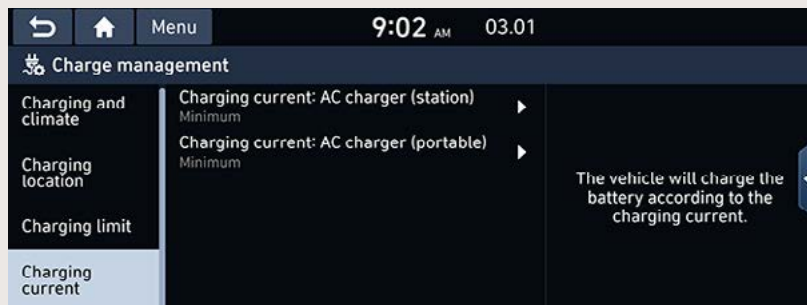 Menu
9:02 AM
03.01
Charge management
Charging and
climate
Charging
location
Charging limit
Charging
current
Charging current: AC charger (station)
Minimum
Charging current: AC charger (portable)
Minimum
The vehicle will charge the
battery according to the
charging current.